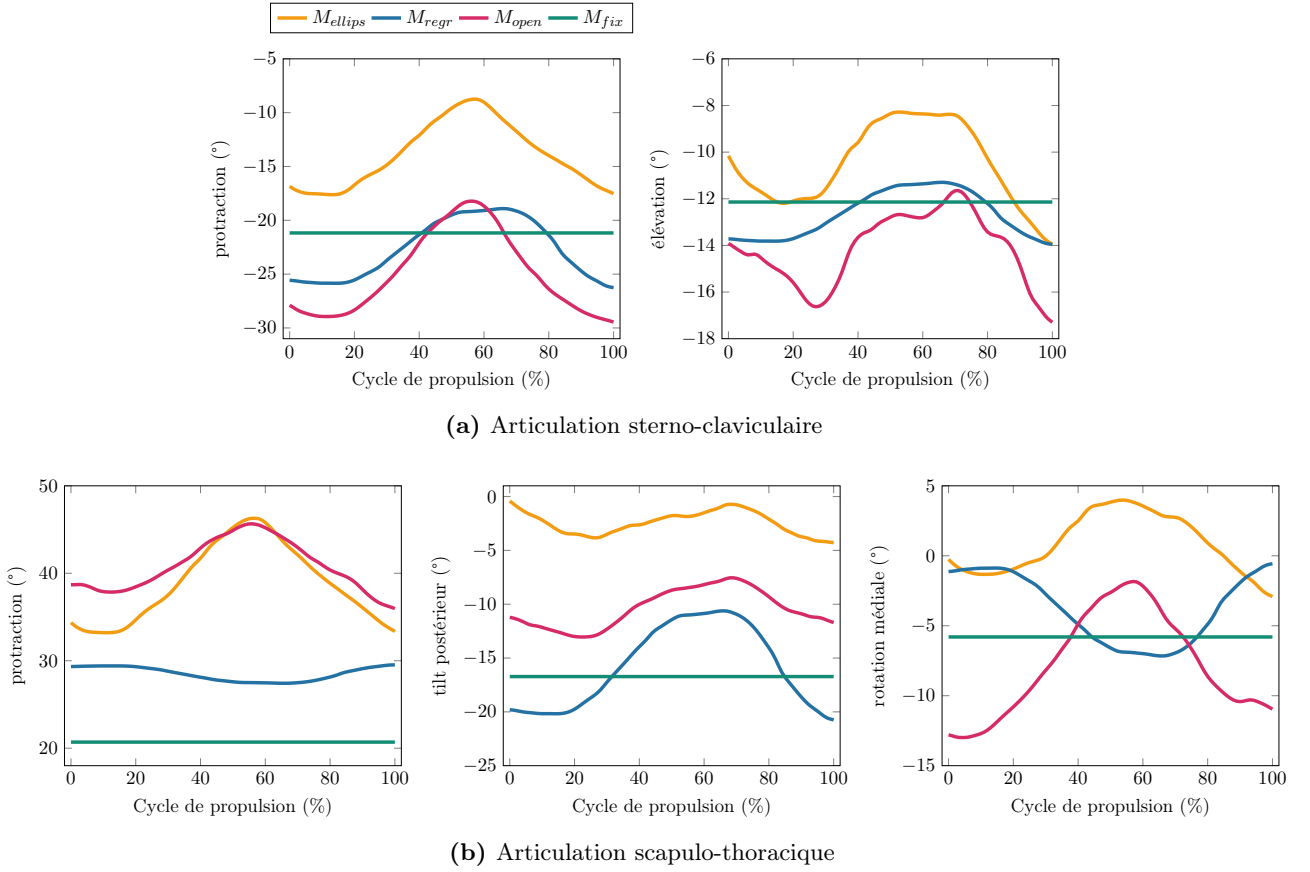 M_ellips M_regr M_open M_fix
−5
−10
−15
−20
−25
−30
protraction (°)
0 20 40 60 80 100
Cycle de propulsion (%)
−6
−8
−10
−12
−14
−16
−18
élévation (°)
0 20 40 60 80 100
Cycle de propulsion (%)
(a) Articulation sterno-claviculaire
50
40
30
20
protraction (°)
0 20 40 60 80 100
Cycle de propulsion (%)
0
−5
−10
−15
−20
−25
tilt postérieur (°)
0 20 40 60 80 100
Cycle de propulsion (%)
5
0
−5
−10
−15
rotation médiale (°)
0 20 40 60 80 100
Cycle de propulsion (%)
(b) Articulation scapulo-thoracique